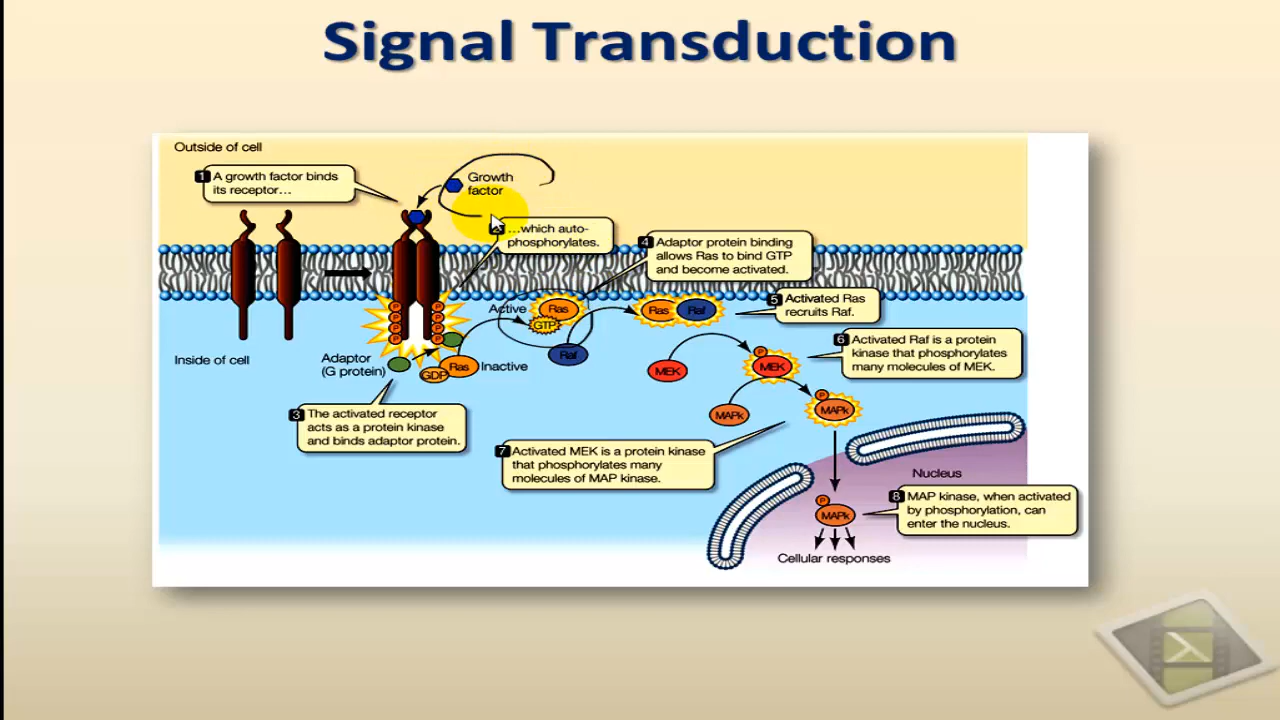 Signal Transduction
Outside of cell
1 A growth factor binds
its receptor...
Growth
factor
...which auto-
phosphorylates.
4 Adaptor protein binding
allows Ras to bind GTP
and become activated.
5 Activated Ras
recruits Raf.
Active
Ras
GTP
Ras
Raf
6 Activated Raf is a protein
kinase that phosphorylates
many molecules of MEK.
P
P
P
P
P
P
P
P
Inside of cell
Adaptor
(G protein)
GDP
Ras
Inactive
Raf
MEK
P
MEK
MAPk
P
MAPk
3 The activated receptor
acts as a protein kinase
and binds adaptor protein.
7 Activated MEK is a protein kinase
that phosphorylates many
molecules of MAP kinase.
Nucleus
8 MAP kinase, when activated
by phosphorylation, can
enter the nucleus.
P
MAPk
Cellular responses